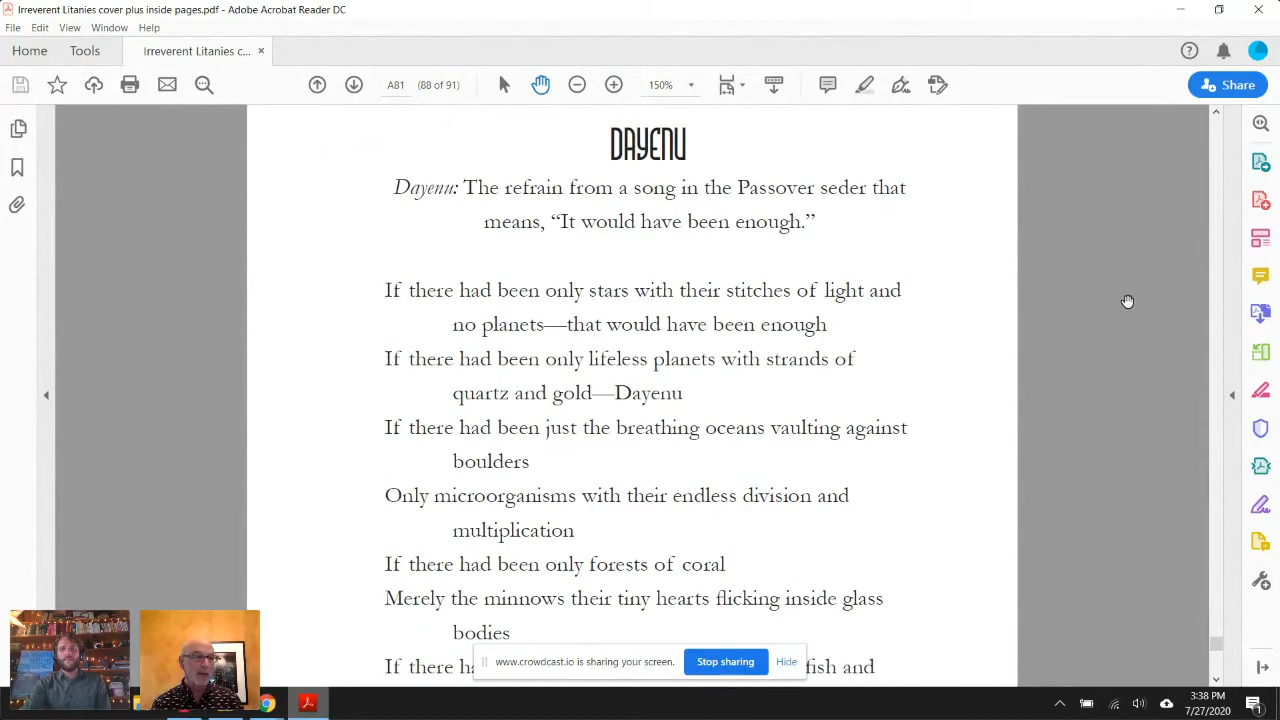 Irreverent Litanies cover plus inside pages.pdf - Adobe Acrobat Reader DC
File Edit View Window Help
Home Tools Irreverent Litanies c... ×
A81 (88 of 91) 150% Share
DAYENU
Dayenu: The refrain from a song in the Passover seder that
means, “It would have been enough.”
If there had been only stars with their stitches of light and
no planets—that would have been enough
If there had been only lifeless planets with strands of
quartz and gold—Dayenu
If there had been just the breathing oceans vaulting against
boulders
Only microorganisms with their endless division and
multiplication
If there had been only forests of coral
Merely the minnows their tiny hearts flicking inside glass
bodies
www.crowdcast.io is sharing your screen. Stop sharing Hide
If there fish and
3:38 PM
7/27/2020
1